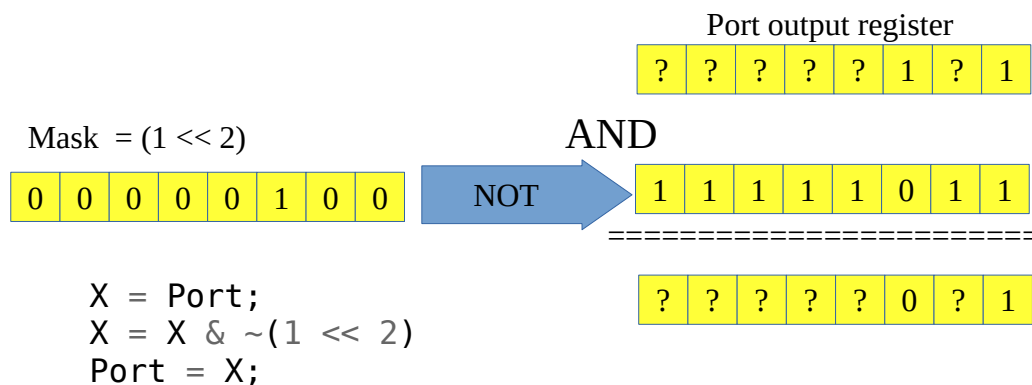 Port output register
? ? ? ? ? 1 ? 1
Mask = (1 << 2)
AND
0 0 0 0 0 1 0 0
NOT
1 1 1 1 1 0 1 1
========================
? ? ? ? ? 0 ? 1
X = Port;
X = X & ~(1 << 2)
Port = X;